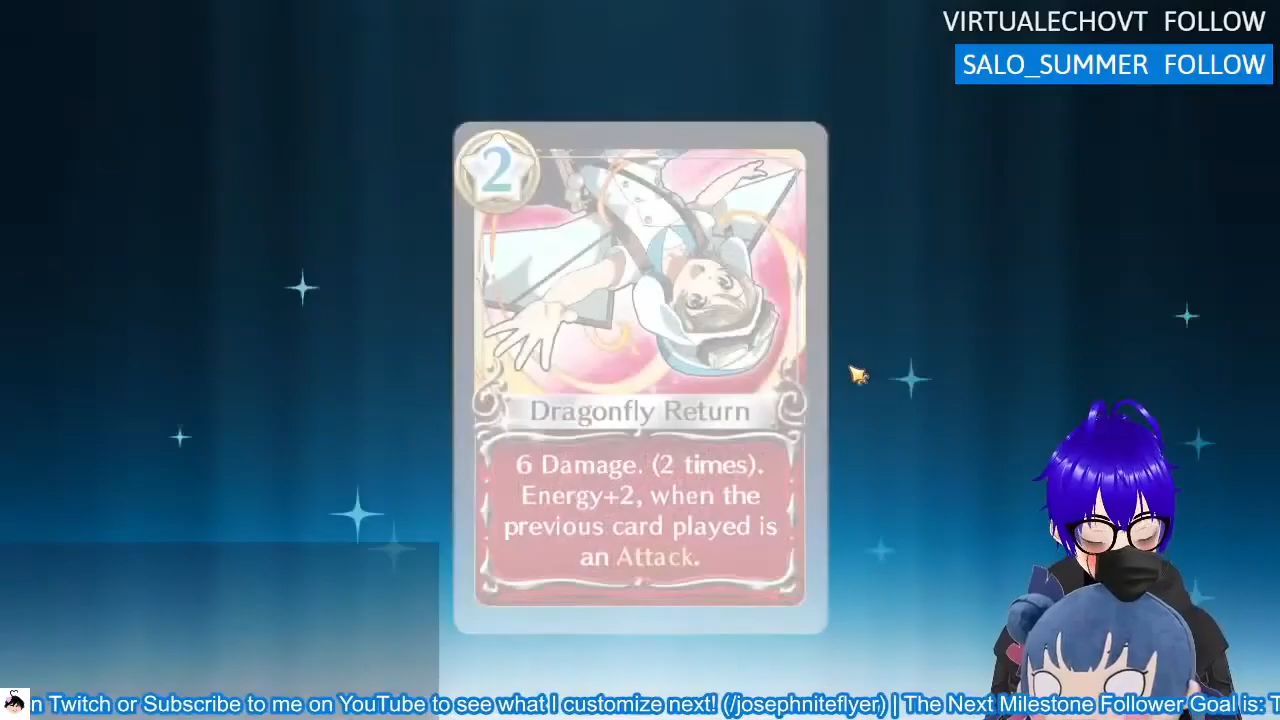 VIRTUALECHOVT FOLLOW
SALO_SUMMER FOLLOW
2
Dragonfly Return
6 Damage. (2 times).
Energy+2, when the
previous card played is
an Attack.
n Twitch or Subscribe to me on YouTube to see what I customize next! (/josephniteflyer) | The Next Milestone Follower Goal is: T